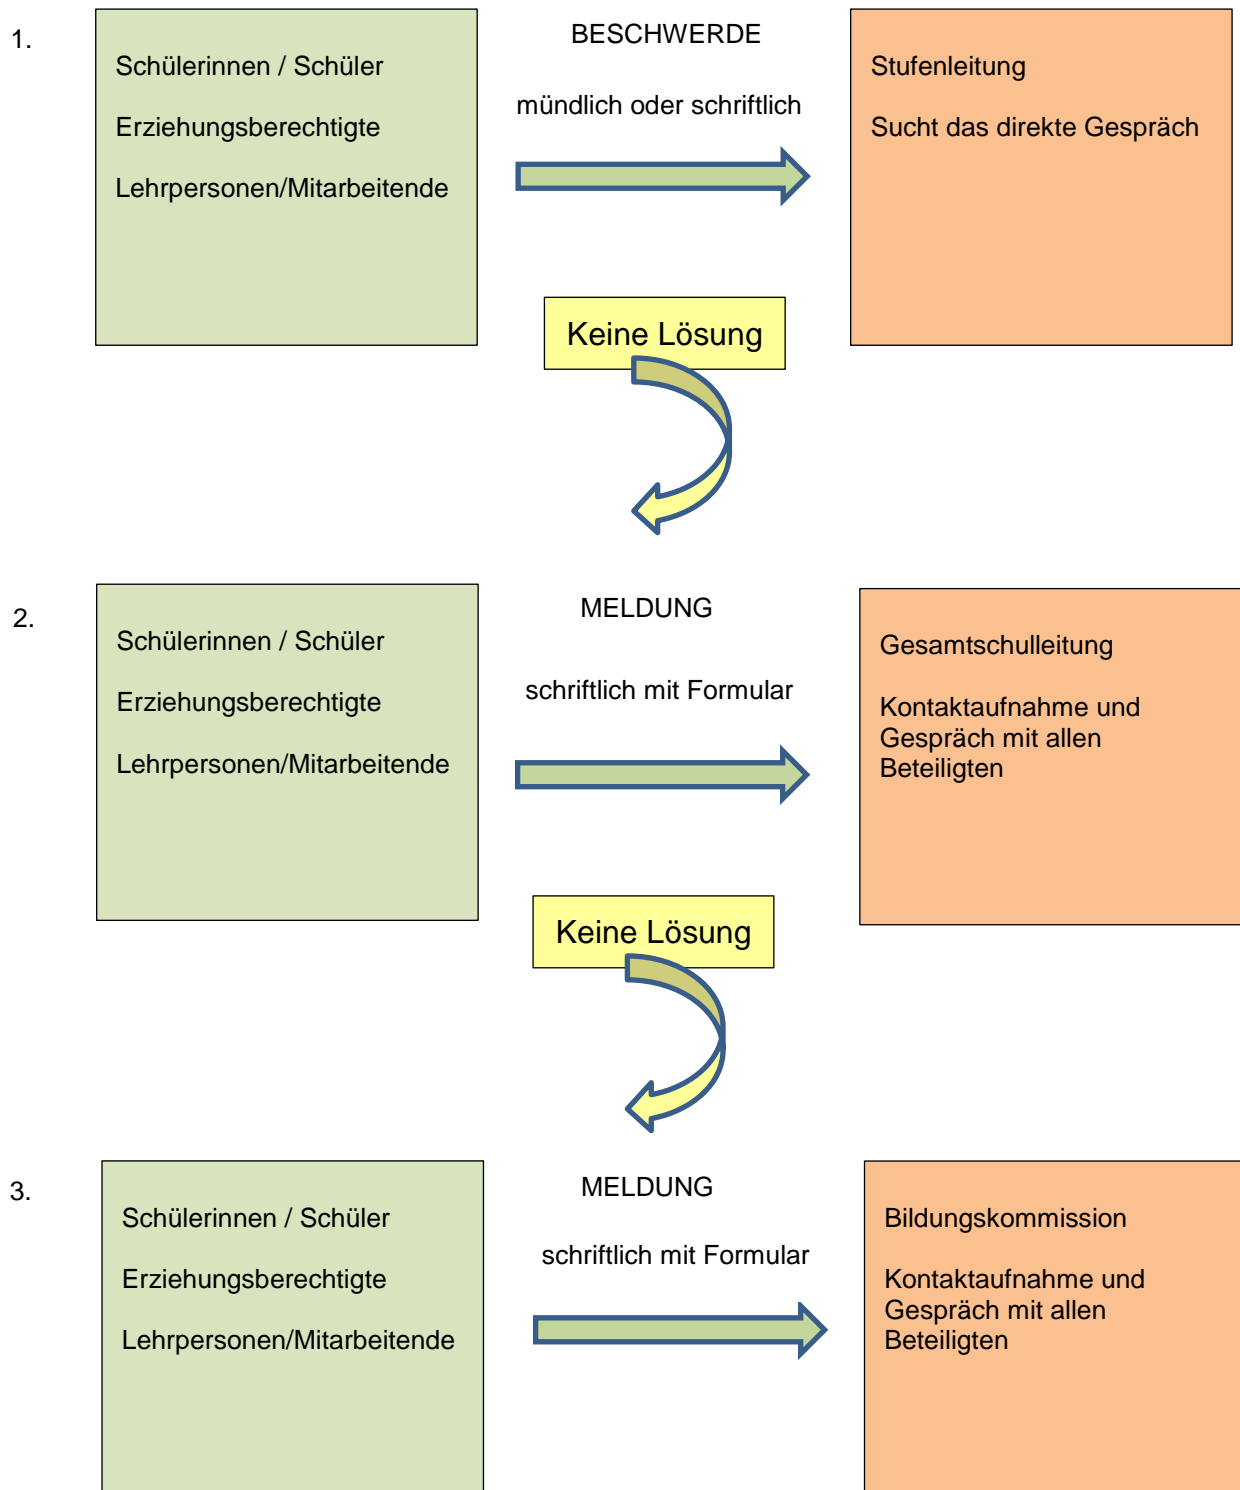 1.
Schülerinnen / Schüler
Erziehungsberechtigte
Lehrpersonen/Mitarbeitende
BESCHWERDE
mündlich oder schriftlich
Stufenleitung
Sucht das direkte Gespräch
Keine Lösung
2.
Schülerinnen / Schüler
Erziehungsberechtigte
Lehrpersonen/Mitarbeitende
MELDUNG
schriftlich mit Formular
Gesamtschulleitung
Kontaktaufnahme und
Gespräch mit allen
Beteiligten
Keine Lösung
3.
Schülerinnen / Schüler
Erziehungsberechtigte
Lehrpersonen/Mitarbeitende
MELDUNG
schriftlich mit Formular
Bildungskommission
Kontaktaufnahme und
Gespräch mit allen
Beteiligten